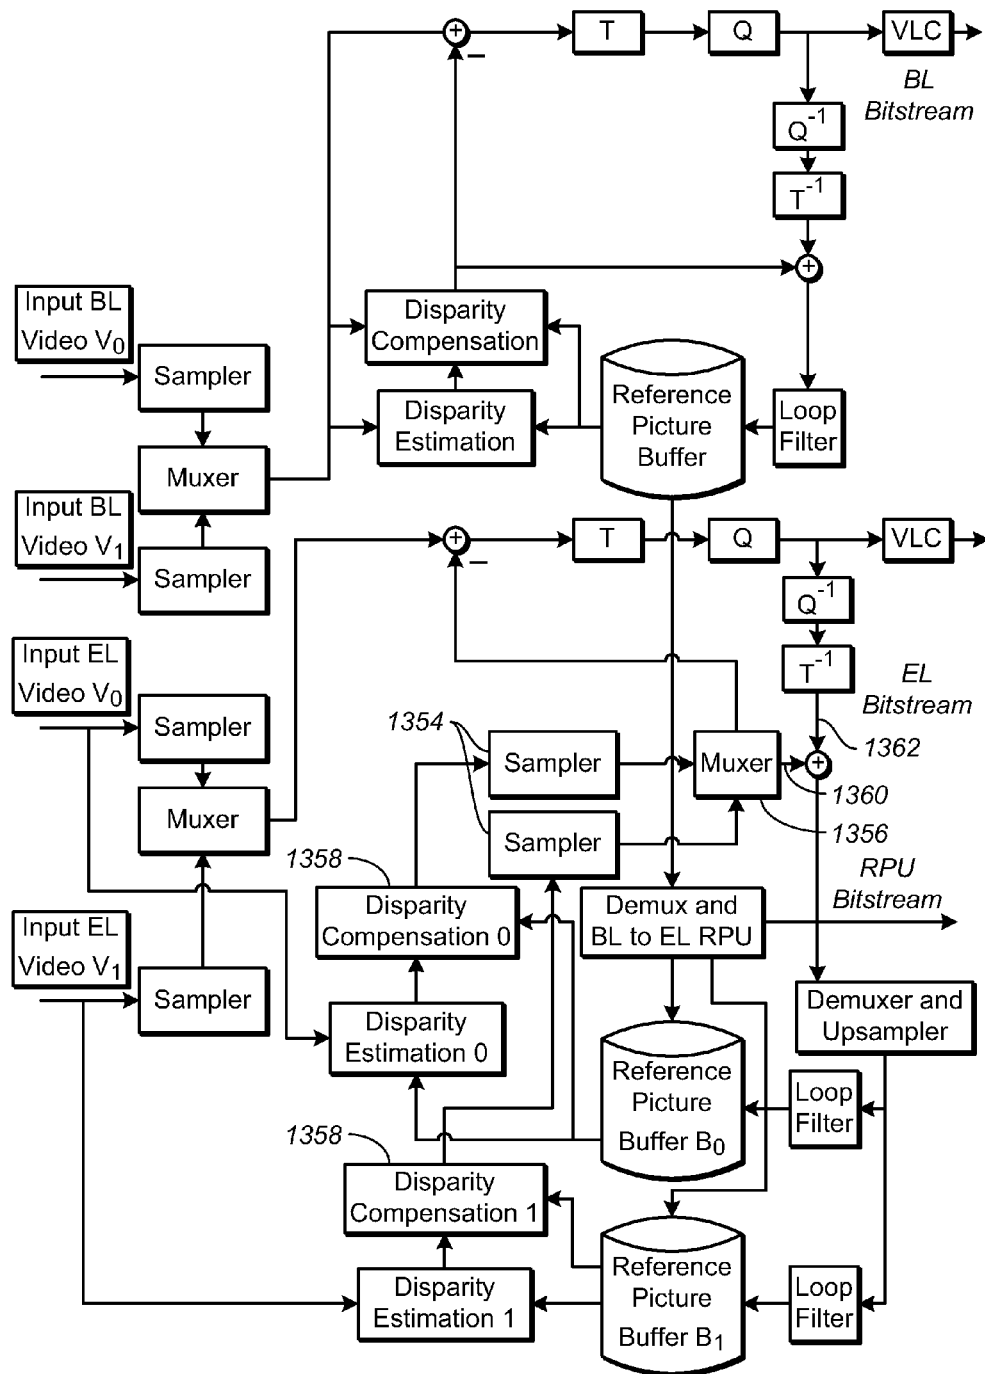 T
Q
VLC
BL
Bitstream
Q-1
T-1
Input BL
Video V0
Sampler
Disparity
Compensation
Disparity
Estimation
Reference
Picture
Buffer
Loop
Filter
Muxer
Input BL
Video V1
Sampler
T
Q
VLC
Q-1
T-1
EL
Bitstream
Input EL
Video V0
Sampler
1354
Sampler
Muxer
1362
1360
1356
Muxer
Sampler
1358
Disparity
Compensation 0
Demux and
BL to EL RPU
RPU
Bitstream
Input EL
Video V1
Sampler
Disparity
Estimation 0
Demuxer and
Upsampler
Reference
Picture
Buffer B0
Loop
Filter
1358
Disparity
Compensation 1
Disparity
Estimation 1
Reference
Picture
Buffer B1
Loop
Filter